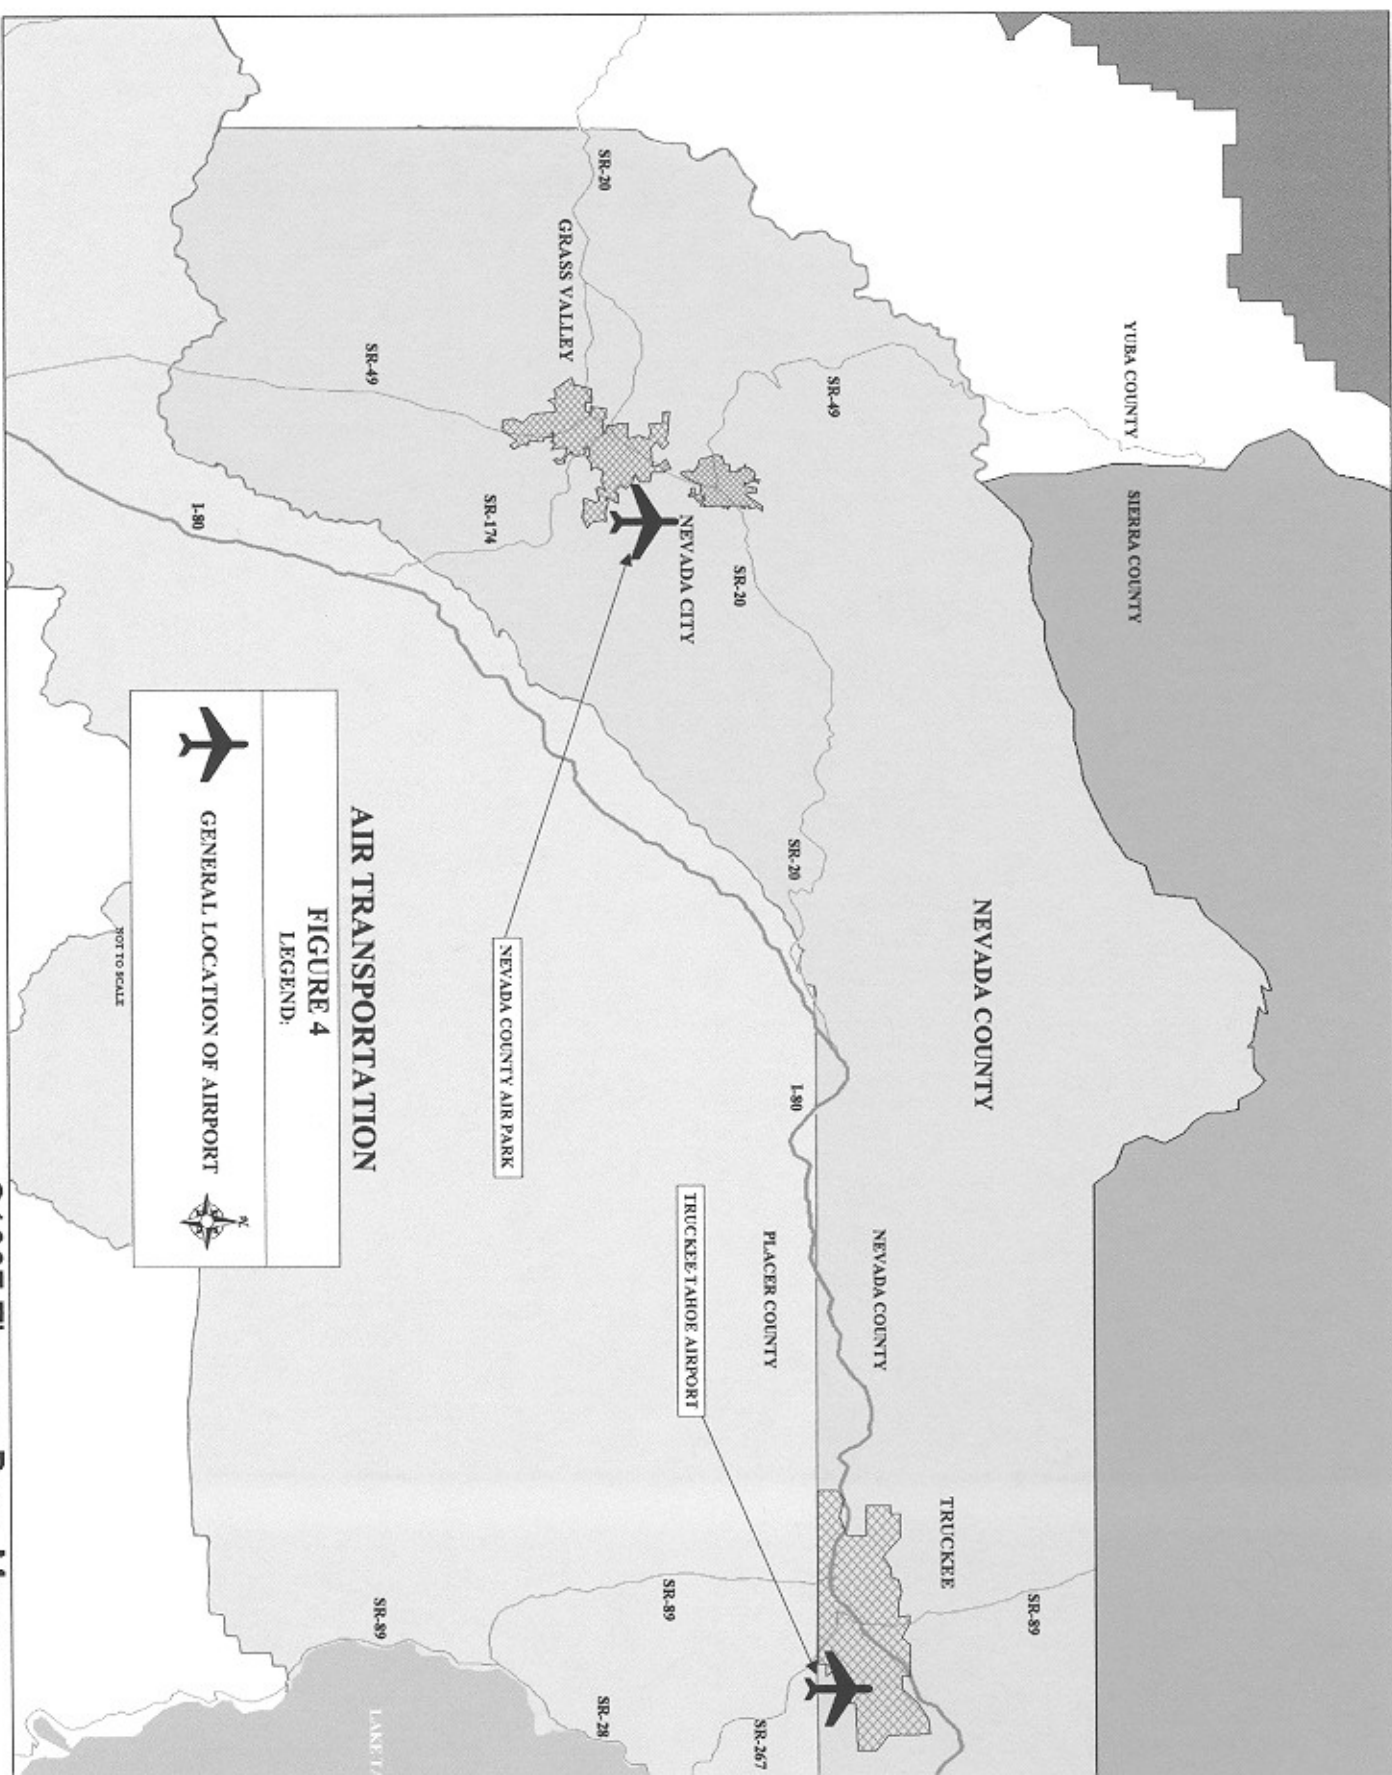 YUBA COUNTY
SIERRA COUNTY
SR-49
SR-20
GRASS VALLEY
NEVADA CITY
SR-20
SR-20
NEVADA COUNTY
SR-49
SR-174
I-80
I-80
NEVADA COUNTY
PLACER COUNTY
TRUCKEE
SR-89
SR-89
SR-89
SR-28
SR-267
NEVADA COUNTY AIR PARK
TRUCKEE-TAHOE AIRPORT
AIR TRANSPORTATION
FIGURE 4
LEGEND:
GENERAL LOCATION OF AIRPORT
N
NOT TO SCALE